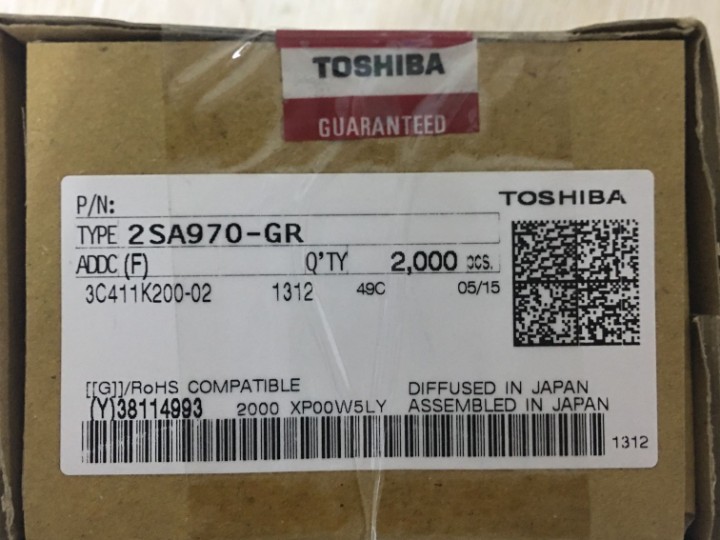 TOSHIBA
GUARANTEED
P/N:
TOSHIBA
TYPE 2SA970-GR
ADDC (F) Q'TY 2,000 pcs.
3C411K200-02 1312 49C 05/15
[[G]]/RoHS COMPATIBLE DIFFUSED IN JAPAN
(Y)38114993 2000 XP00W5LY ASSEMBLED IN JAPAN
1312